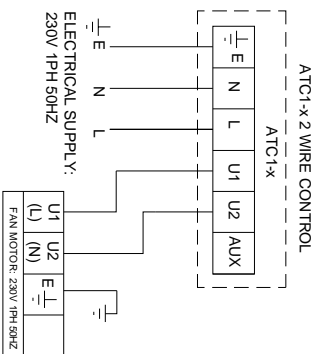 ATC1-x 2 WIRE CONTROL
ATC1-x
E N L U1 U2 AUX
E N L
ELECTRICAL SUPPLY:
230V 1PH 50HZ
U1 U2 E
(L) (N)
FAN MOTOR: 230V 1PH 50HZ